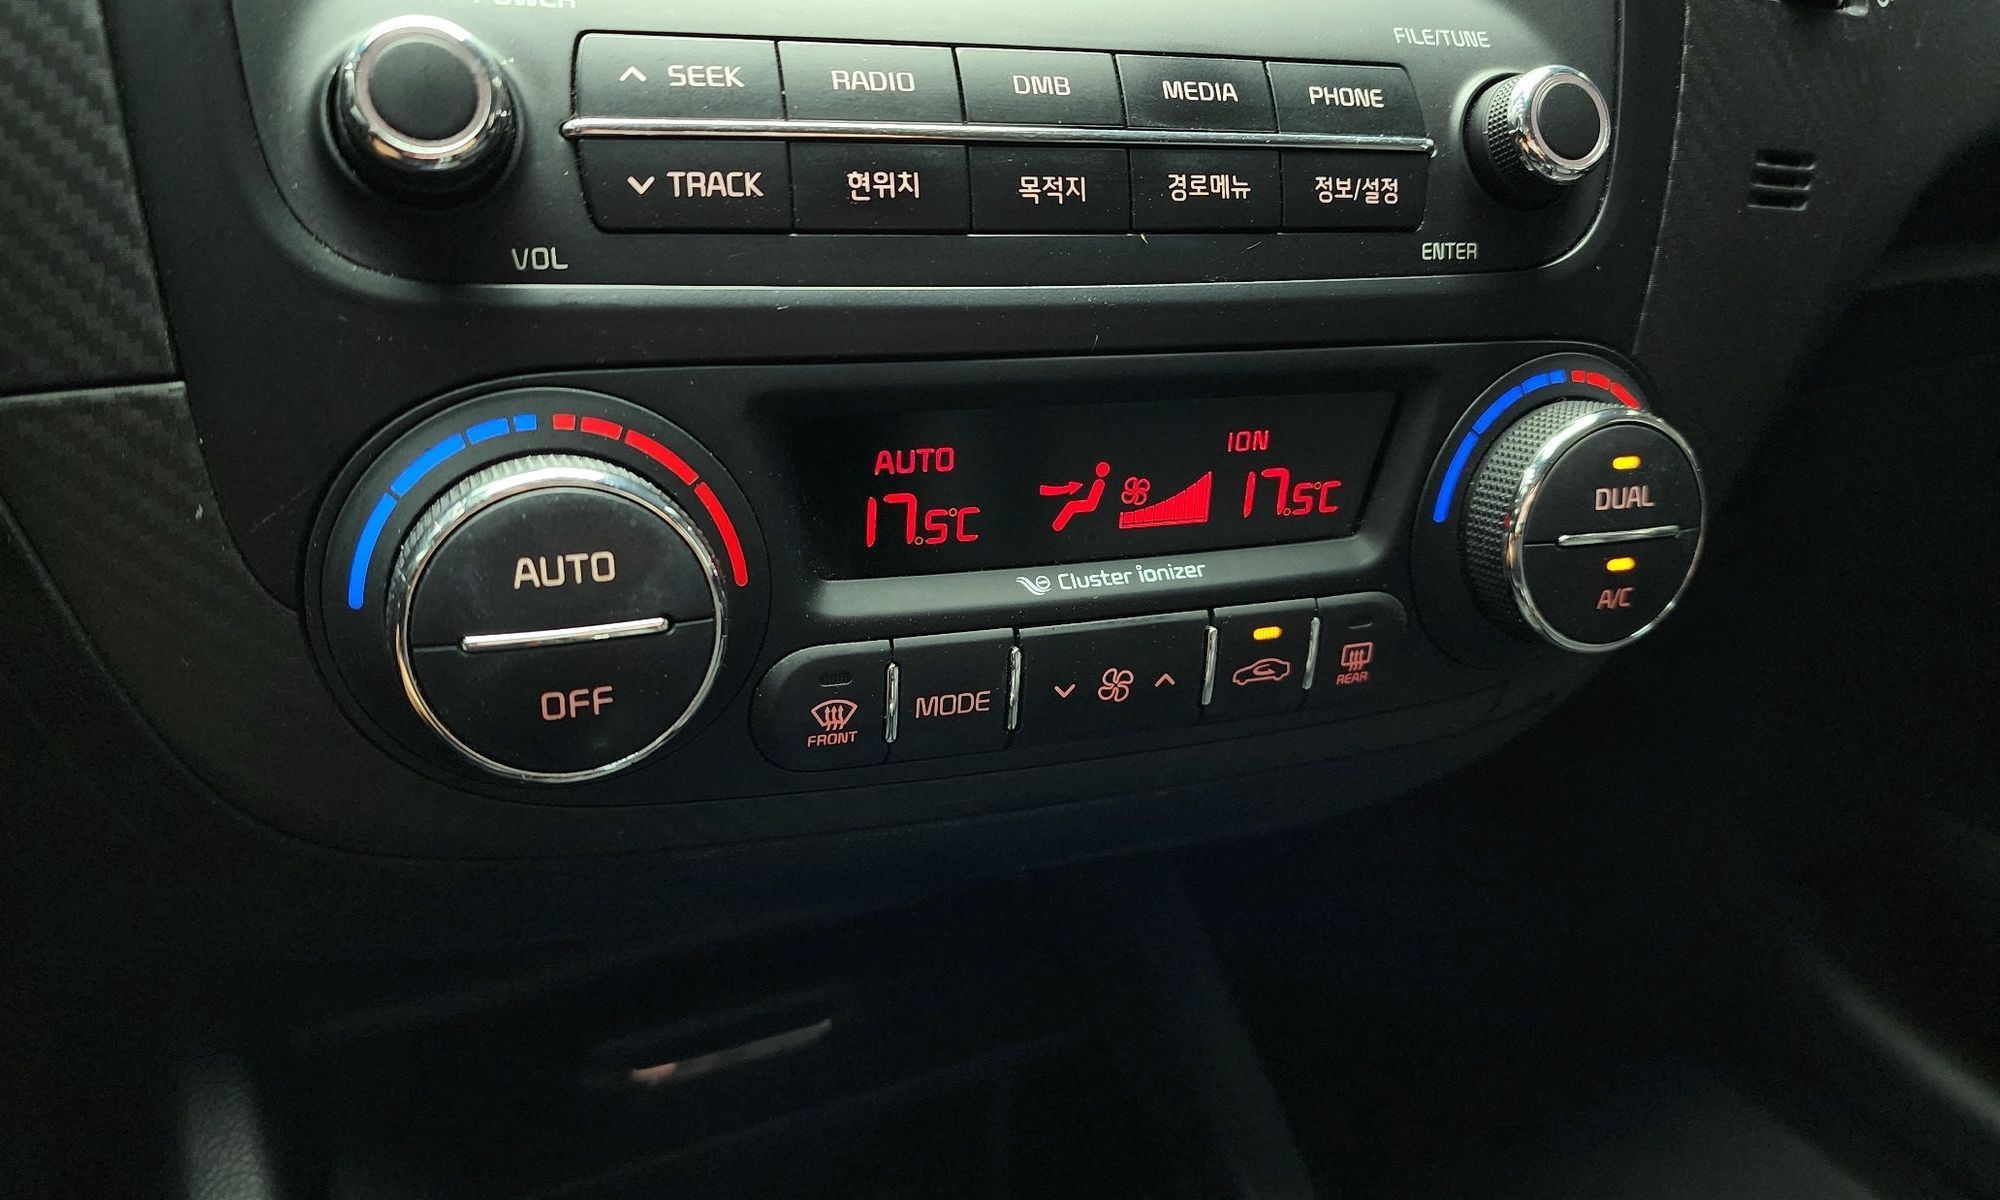 POWER
FILE/TUNE
SEEK RADIO DMB MEDIA PHONE
TRACK 현위치 목적지 경로메뉴 정보/설정
VOL
ENTER
AUTO ION
17.5°C 17.5°C
Cluster ionizer
AUTO
OFF
DUAL
A/C
FRONT MODE REAR